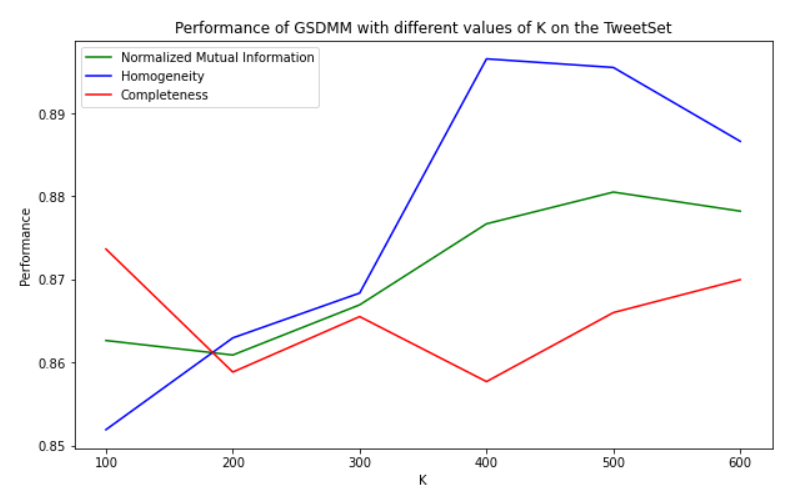 Performance of GSDMM with different values of K on the TweetSet
Normalized Mutual Information
Homogeneity
Completeness
0.89
0.88
0.87
0.86
0.85
Performance
100 200 300 400 500 600
K